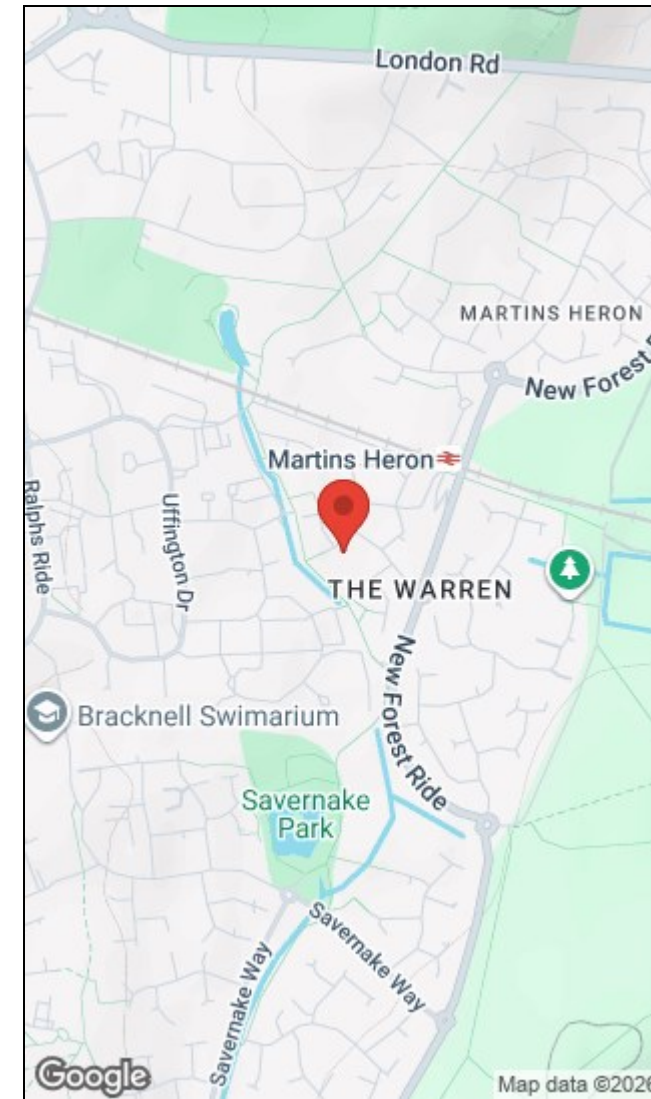 London Rd
MARTINS HERON
New Forest
Martins Heron
Ralphs Ride
Uffington Dr
THE WARREN
New Forest Ride
Bracknell Swimarium
Savernake
Park
Savernake Way
Savernake Way
Google
Map data ©2026